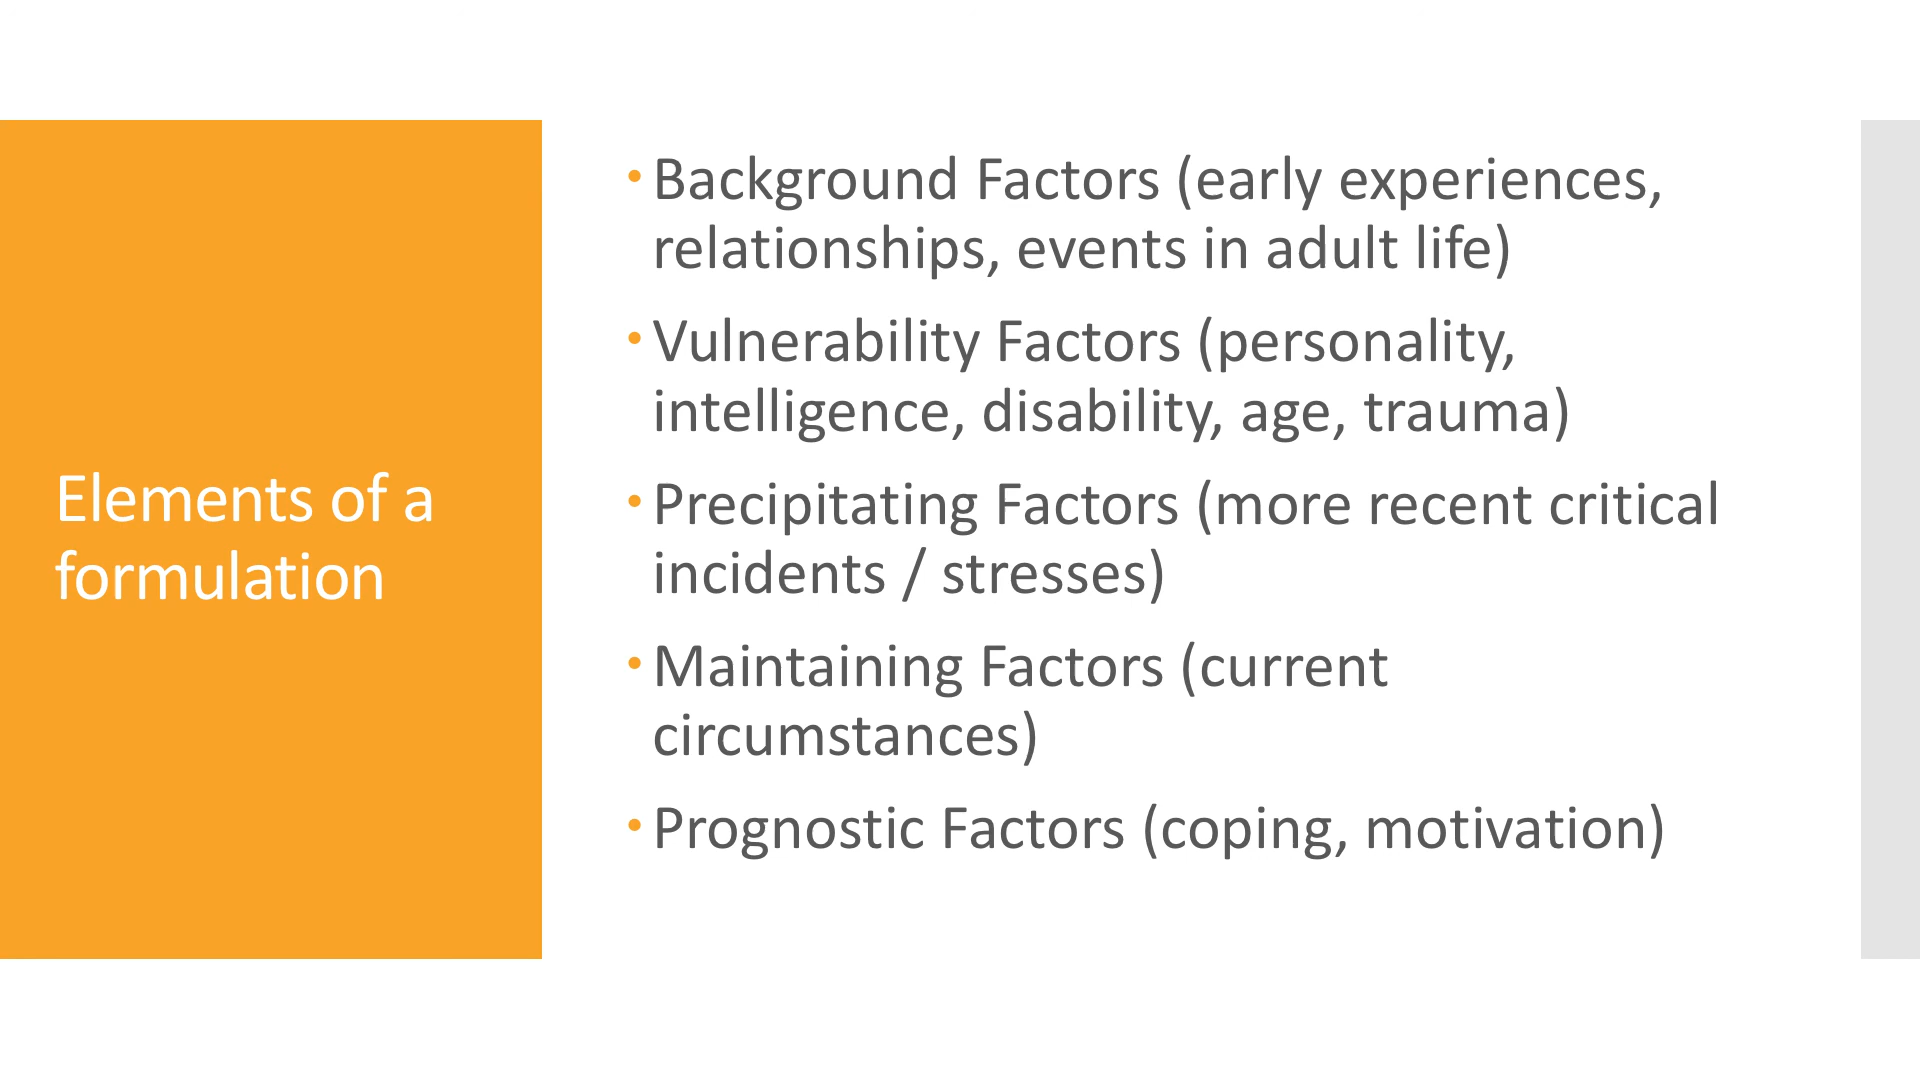 Elements of a
formulation
• Background Factors (early experiences,
relationships, events in adult life)
• Vulnerability Factors (personality,
intelligence, disability, age, trauma)
• Precipitating Factors (more recent critical
incidents / stresses)
• Maintaining Factors (current
circumstances)
• Prognostic Factors (coping, motivation)